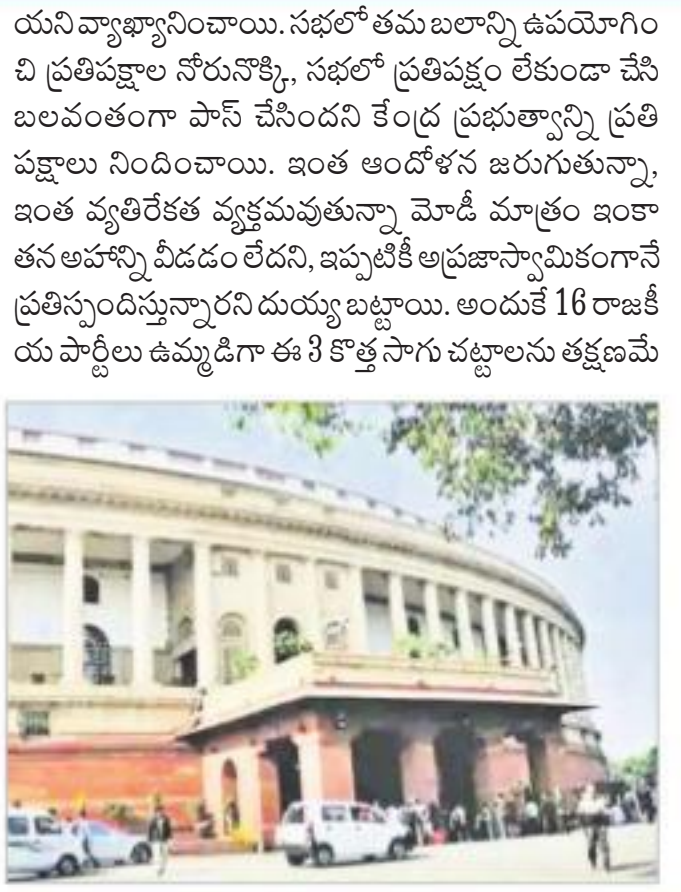 యని వ్యాఖ్యానించాయి. సభలో తమ బలాన్ని ఉపయోగిం
చి ప్రతిపక్షాల నోరునొక్కి, సభలో ప్రతిపక్షం లేకుండా చేసి
బలవంతంగా పాస్ చేసిందని కేంద్ర ప్రభుత్వాన్ని ప్రతి
పక్షాలు నిందించాయి. ఇంత ఆందోళన జరుగుతున్నా,
ఇంత వ్యతిరేకత వ్యక్తమవుతున్నా మోడీ మాత్రం ఇంకా
తన అహాన్ని వీడడం లేదని, ఇప్పటికీ అప్రజాస్వామికంగానే
ప్రతిస్పందిస్తున్నారని దుయ్య బట్టాయి. అందుకే 16 రాజకీ
య పార్టీలు ఉమ్మడిగా ఈ 3 కొత్త సాగు చట్టాలను తక్షణమే